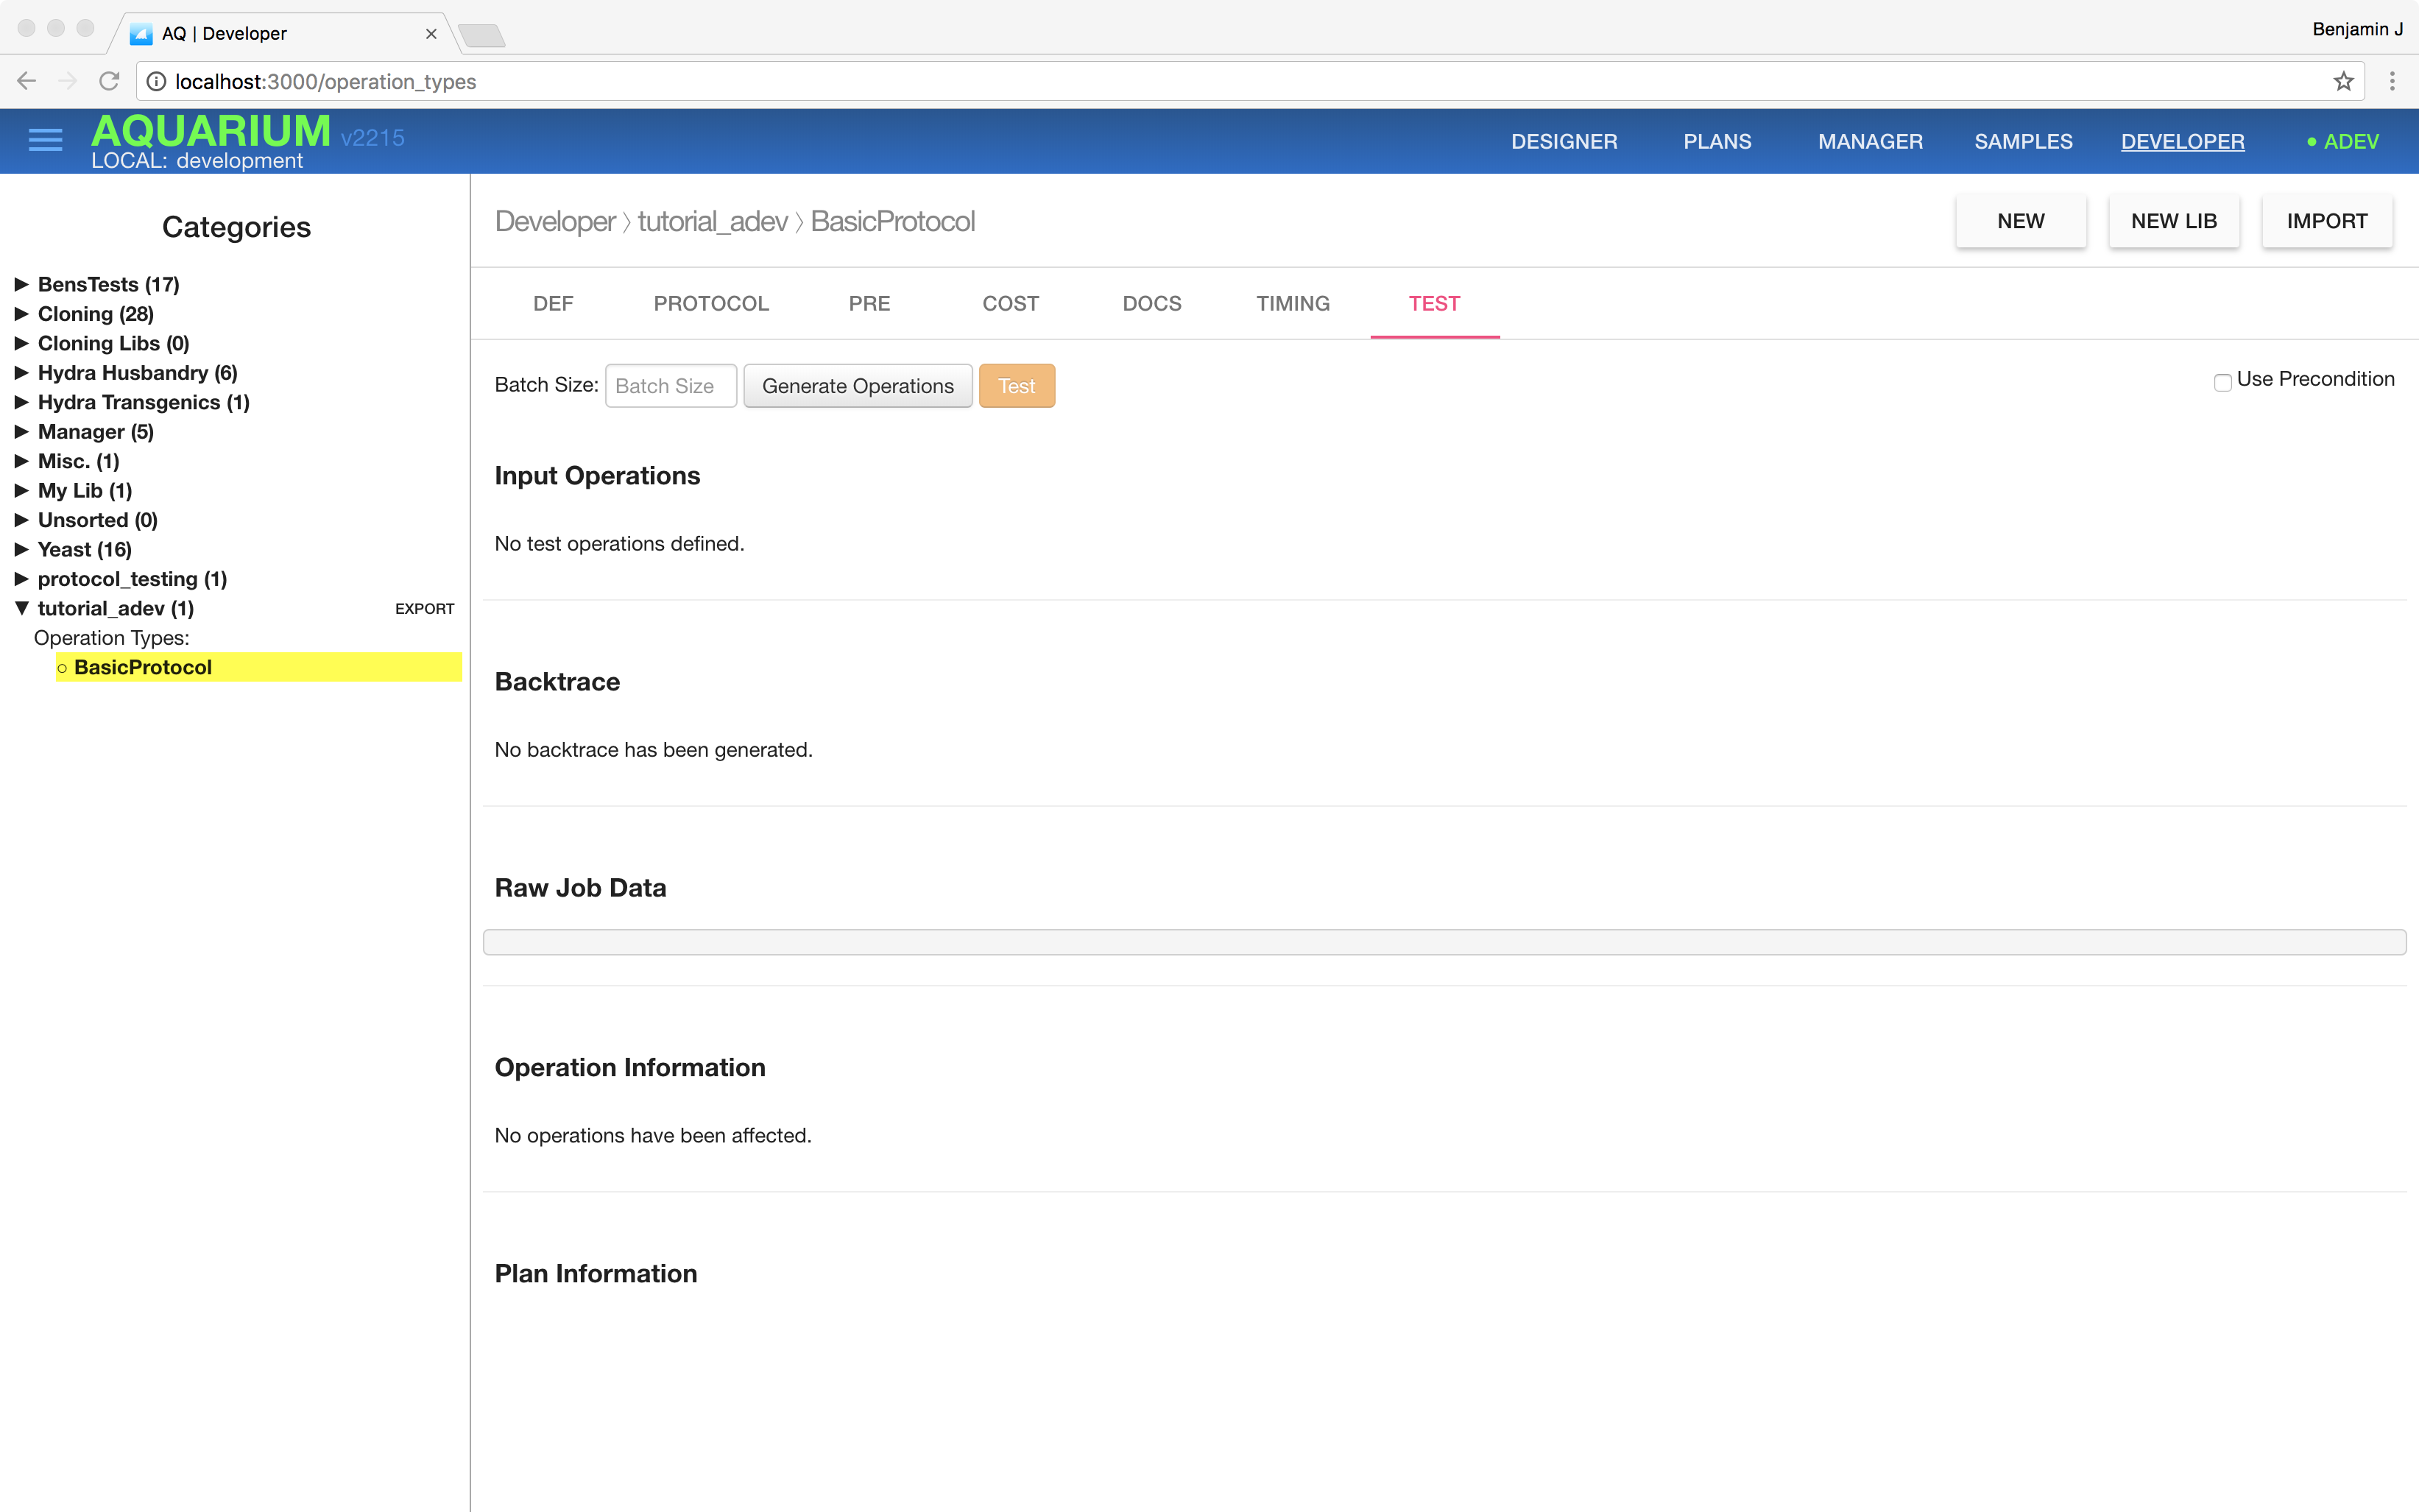 AQ | Developer
Benjamin J
localhost:3000/operation_types
AQUARIUM v2215
LOCAL: development
DESIGNER PLANS MANAGER SAMPLES DEVELOPER ADEV
Categories
BensTests (17)
Cloning (28)
Cloning Libs (0)
Hydra Husbandry (6)
Hydra Transgenics (1)
Manager (5)
Misc. (1)
My Lib (1)
Unsorted (0)
Yeast (16)
protocol_testing (1)
tutorial_adev (1) EXPORT
Operation Types:
BasicProtocol
Developer 〉tutorial_adev 〉BasicProtocol
NEW NEW LIB IMPORT
DEF PROTOCOL PRE COST DOCS TIMING TEST
Batch Size: Batch Size Generate Operations Test Use Precondition
Input Operations
No test operations defined.
Backtrace
No backtrace has been generated.
Raw Job Data
Operation Information
No operations have been affected.
Plan Information